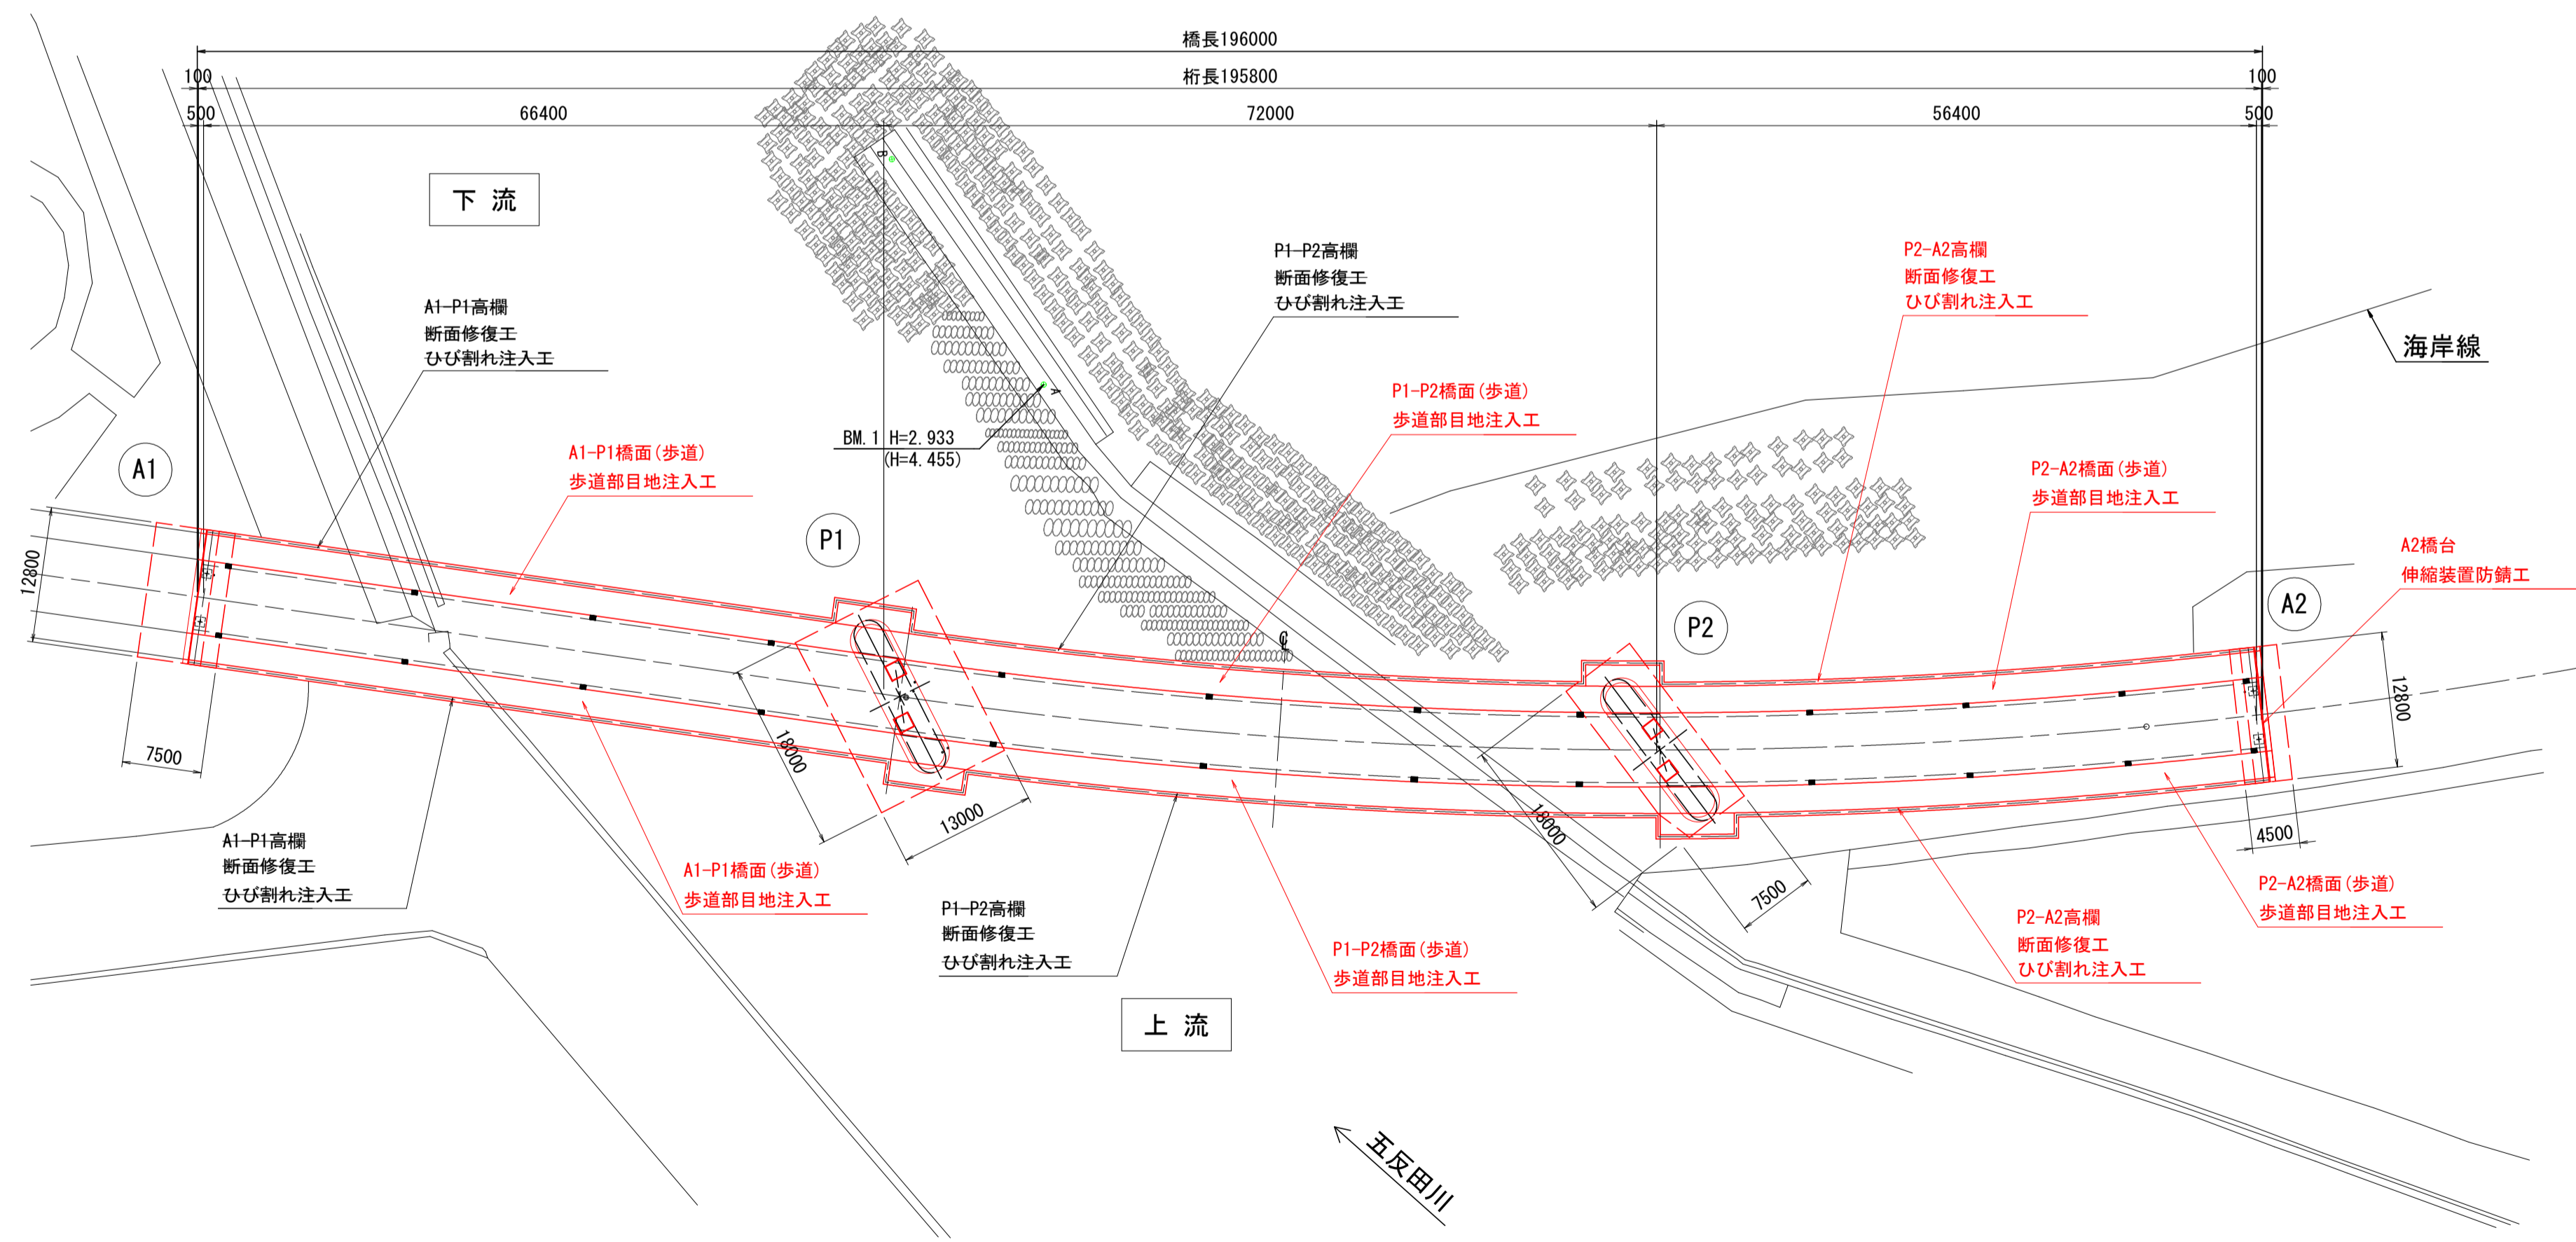 橋長196000
100
桁長195800
100
500
66400
72000
56400
500
下 流
B
A
BM.1 H=2.933
(H=4.455)
A1-P1高欄
断面修復工
ひび割れ注入工
P1-P2高欄
断面修復工
ひび割れ注入工
P2-A2高欄
断面修復工
ひび割れ注入工
海岸線
A1-P1橋面(歩道)
歩道部目地注入工
P1-P2橋面(歩道)
歩道部目地注入工
P2-A2橋面(歩道)
歩道部目地注入工
A2橋台
伸縮装置防錆工
A1
P1
P2
A2
12800
7500
18000
13000
℄
18000
7500
12800
4500
A1-P1高欄
断面修復工
ひび割れ注入工
A1-P1橋面(歩道)
歩道部目地注入工
P1-P2高欄
断面修復工
ひび割れ注入工
P1-P2橋面(歩道)
歩道部目地注入工
P2-A2高欄
断面修復工
ひび割れ注入工
P2-A2橋面(歩道)
歩道部目地注入工
上 流
五反田川